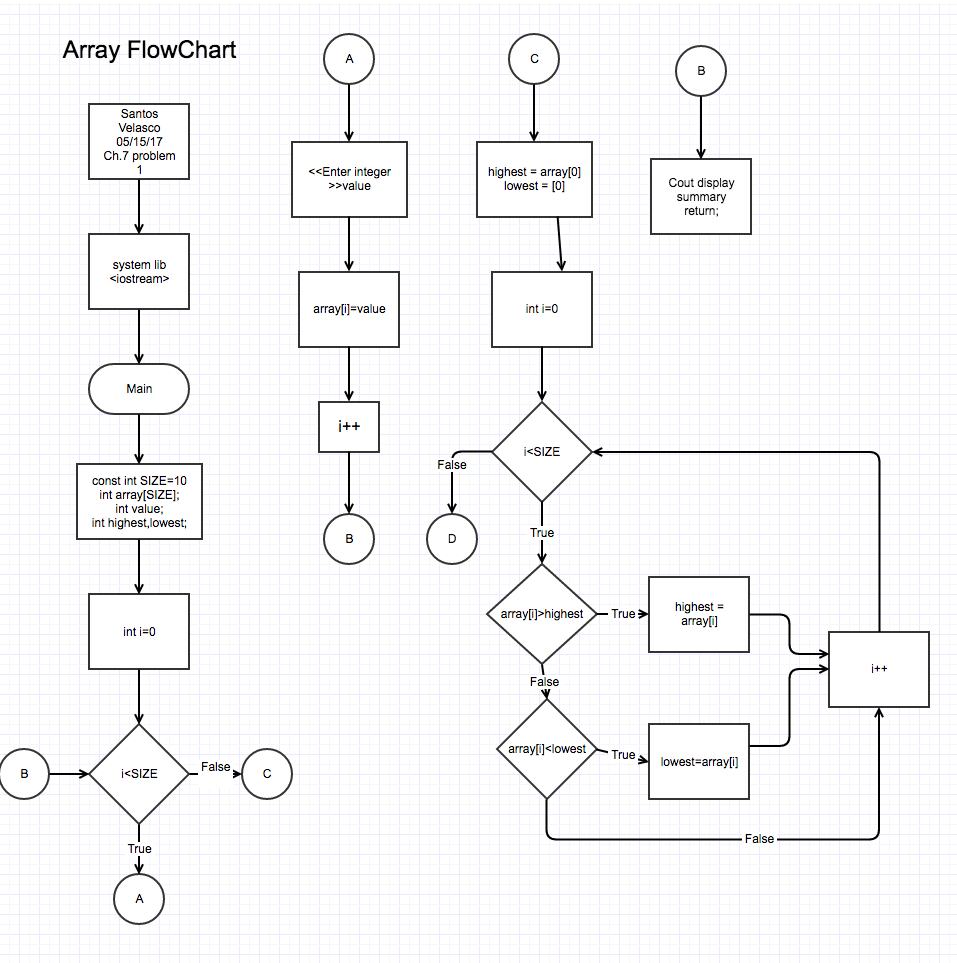 Array FlowChart
Santos
Velasco
05/15/17
Ch.7 problem
1
system lib
<iostream>
Main
const int SIZE=10
int array[SIZE];
int value;
int highest,lowest;
int i=0
B
i<SIZE
False
C
True
A
A
<<Enter integer
>>value
array[i]=value
i++
B
C
highest = array[0]
lowest = [0]
int i=0
i<SIZE
False
D
True
array[i]>highest
True
highest =
array[i]
i++
False
array[i]<lowest
True
lowest=array[i]
False
B
Cout display
summary
return;